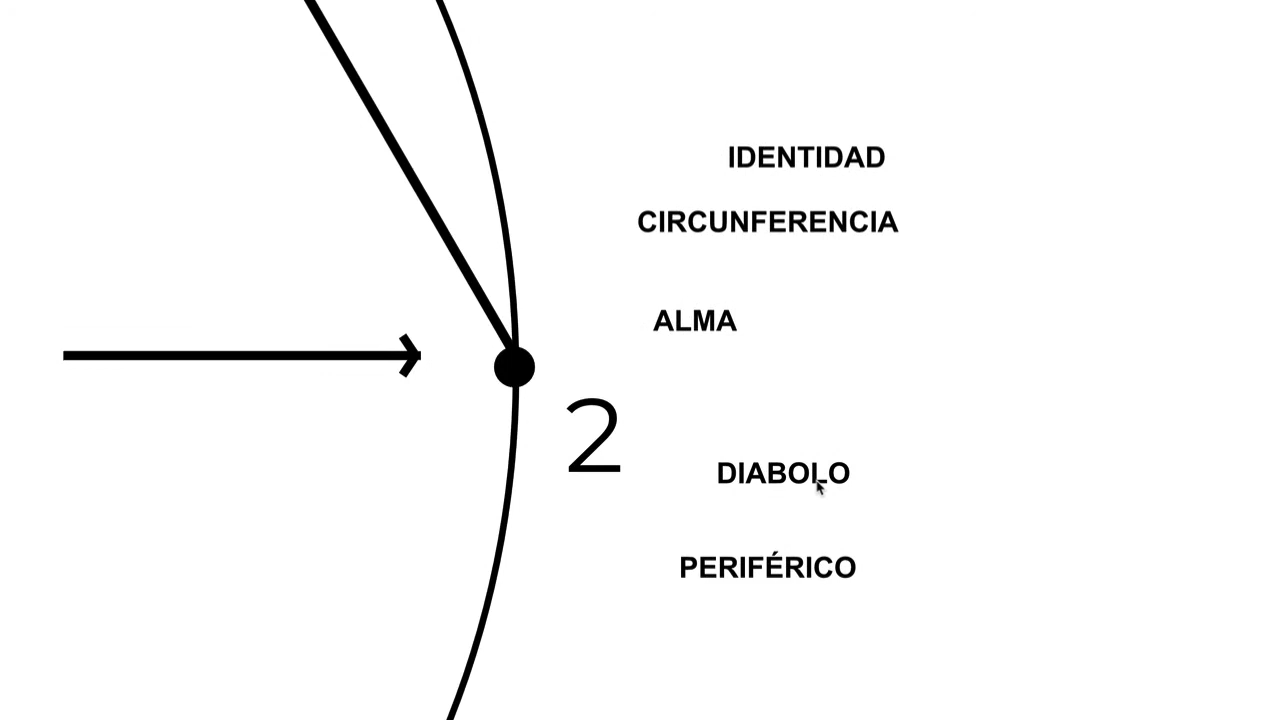 IDENTIDAD
CIRCUNFERENCIA
ALMA
2
DIABOLO
PERIFÉRICO